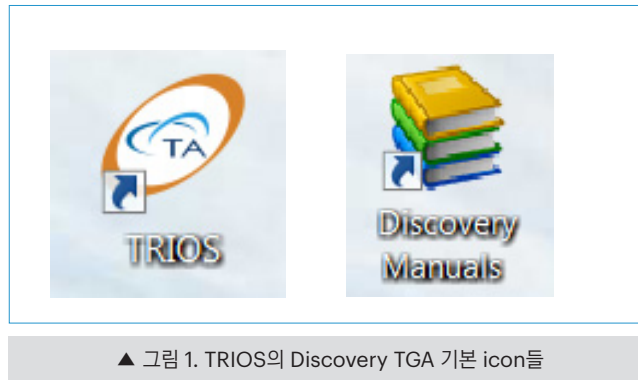 TA
TRIOS
Discovery
Manuals
▲ 그림 1. TRIOS의 Discovery TGA 기본 icon들